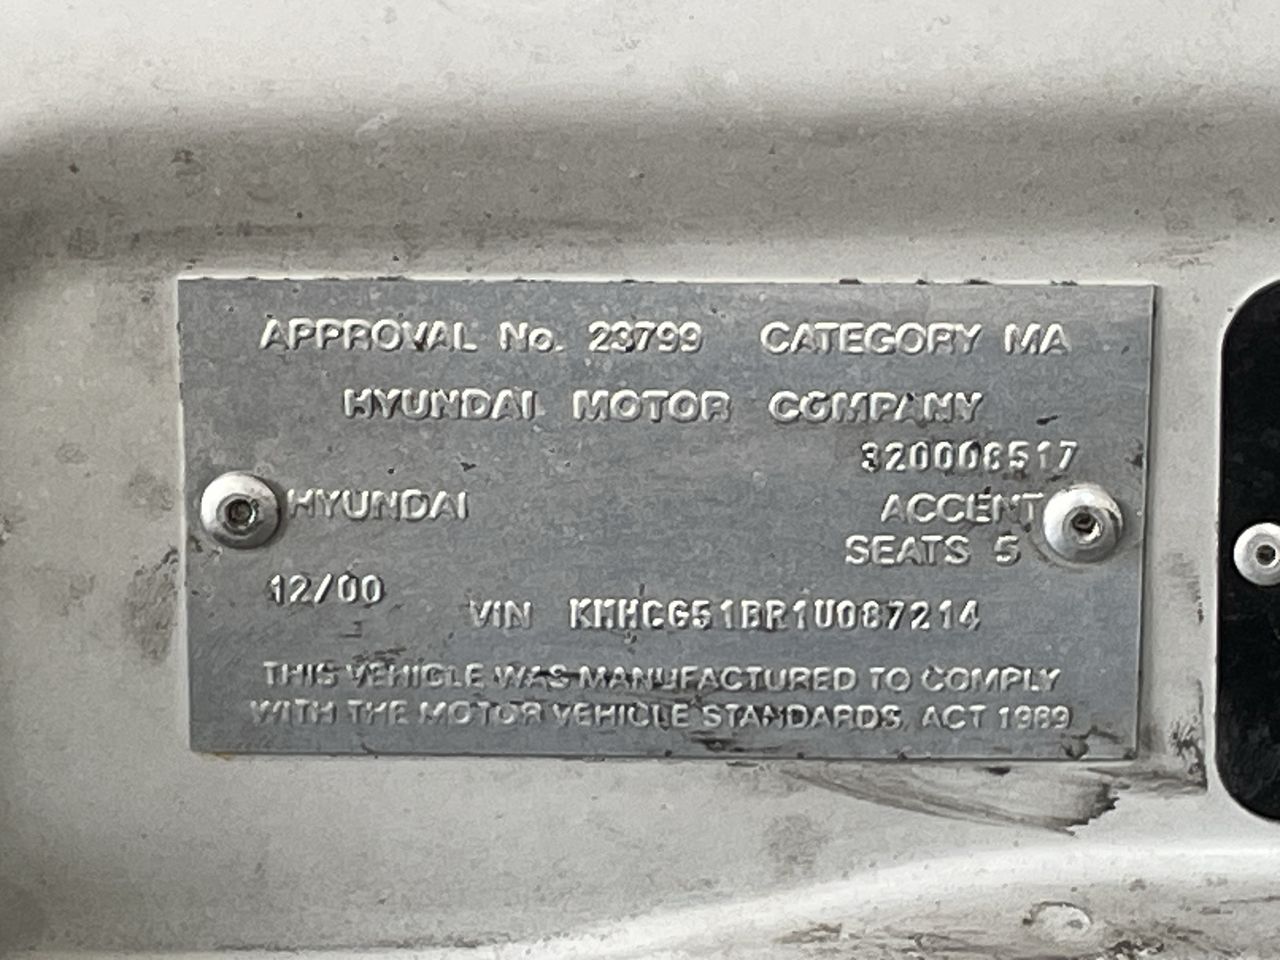 APPROVAL No. 23799 CATEGORY MA
HYUNDAI MOTOR COMPANY
320008517
HYUNDAI ACCENT
SEATS 5
12/00
VIN KMHCG51BR1U087214
THIS VEHICLE WAS MANUFACTURED TO COMPLY
WITH THE MOTOR VEHICLE STANDARDS, ACT 1989